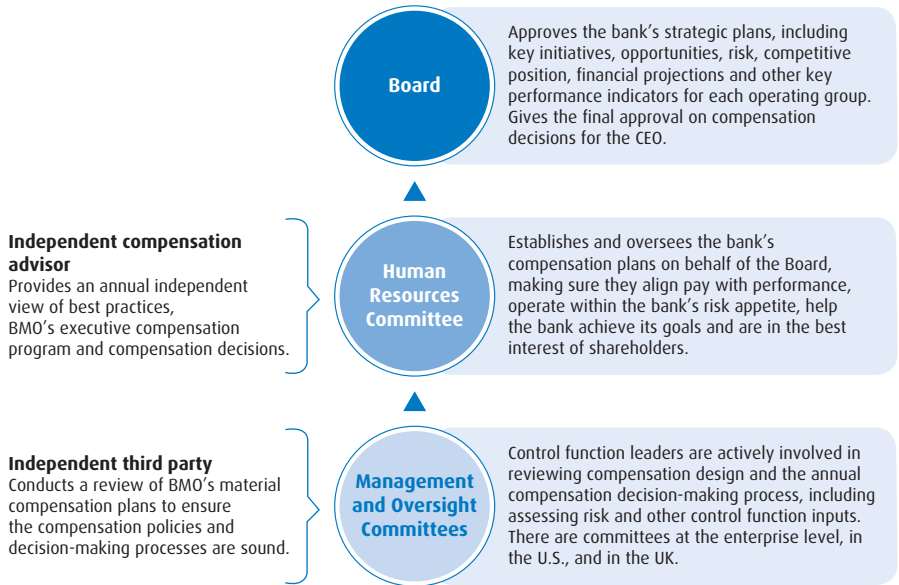 Board
Approves the bank's strategic plans, including
key initiatives, opportunities, risk, competitive
position, financial projections and other key
performance indicators for each operating group.
Gives the final approval on compensation
decisions for the CEO.
Independent compensation
advisor
Provides an annual independent
view of best practices,
BMO's executive compensation
program and compensation decisions.
Human
Resources
Committee
Establishes and oversees the bank's
compensation plans on behalf of the Board,
making sure they align pay with performance,
operate within the bank's risk appetite, help
the bank achieve its goals and are in the best
interest of shareholders.
Independent third party
Conducts a review of BMO's material
compensation plans to ensure
the compensation policies and
decision-making processes are sound.
Management
and Oversight
Committees
Control function leaders are actively involved in
reviewing compensation design and the annual
compensation decision-making process, including
assessing risk and other control function inputs.
There are committees at the enterprise level, in
the U.S., and in the UK.